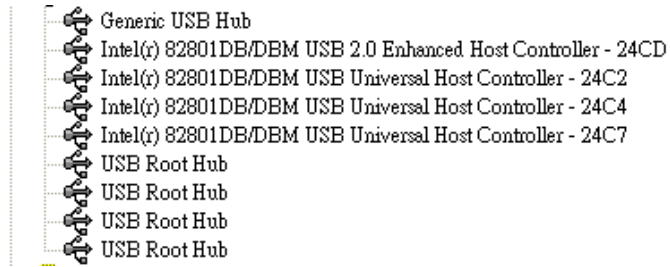 Generic USB Hub
Intel(r) 82801DB/DBM USB 2.0 Enhanced Host Controller - 24CD
Intel(r) 82801DB/DBM USB Universal Host Controller - 24C2
Intel(r) 82801DB/DBM USB Universal Host Controller - 24C4
Intel(r) 82801DB/DBM USB Universal Host Controller - 24C7
USB Root Hub
USB Root Hub
USB Root Hub
USB Root Hub